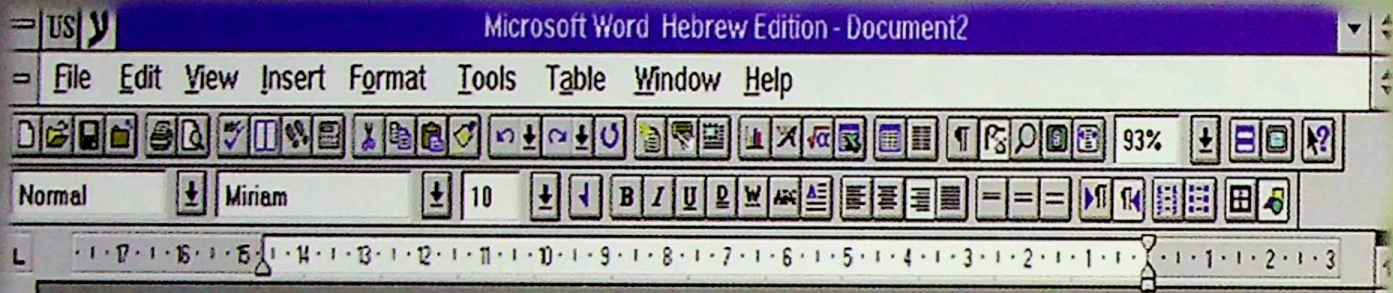 US Microsoft Word Hebrew Edition - Document2
File Edit View Insert Format Tools Table Window Help
93%
Normal Miriam 10 B I U D W ABC
L 17 16 15 14 13 12 11 10 9 8 7 6 5 4 3 2 1 1 2 3